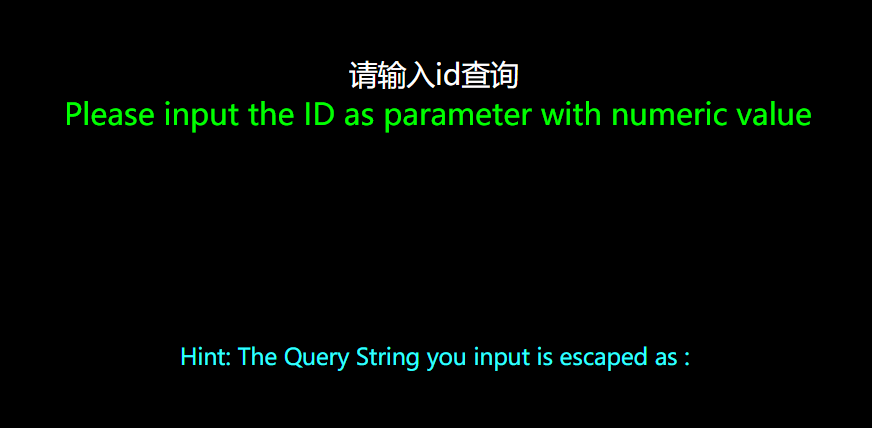 请输入id查询
Please input the ID as parameter with numeric value
Hint: The Query String you input is escaped as :